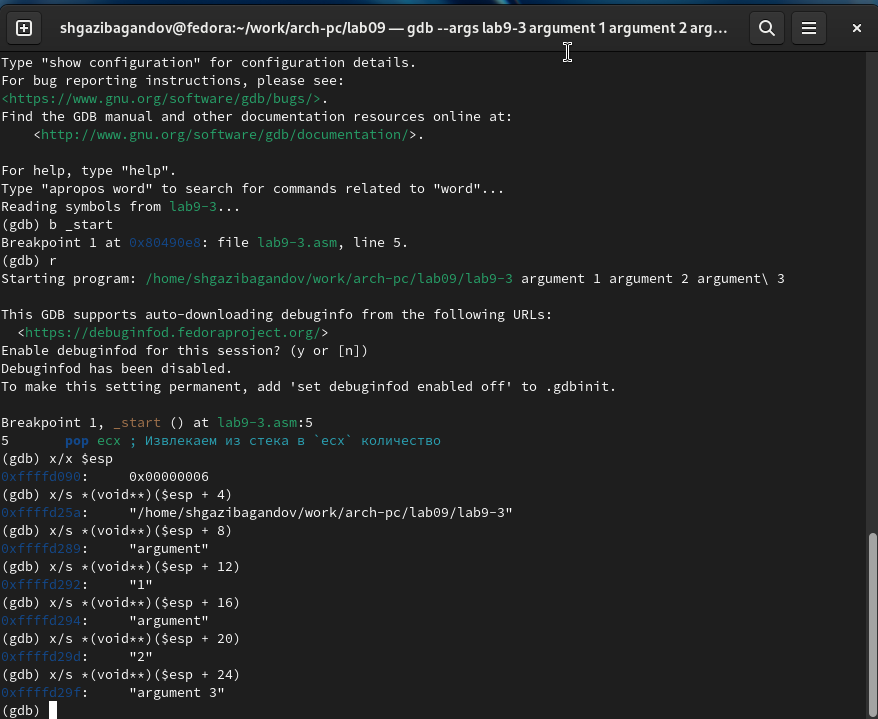 shgazibagandov@fedora:~/work/arch-pc/lab09 — gdb --args lab9-3 argument 1 argument 2 arg...
Type "show configuration" for configuration details.
For bug reporting instructions, please see:
<https://www.gnu.org/software/gdb/bugs/>.
Find the GDB manual and other documentation resources online at:
    <http://www.gnu.org/software/gdb/documentation/>.

For help, type "help".
Type "apropos word" to search for commands related to "word"...
Reading symbols from lab9-3...
(gdb) b _start
Breakpoint 1 at 0x80490e8: file lab9-3.asm, line 5.
(gdb) r
Starting program: /home/shgazibagandov/work/arch-pc/lab09/lab9-3 argument 1 argument 2 argument\ 3

This GDB supports auto-downloading debuginfo from the following URLs:
  <https://debuginfod.fedoraproject.org/>
Enable debuginfod for this session? (y or [n])
Debuginfod has been disabled.
To make this setting permanent, add 'set debuginfod enabled off' to .gdbinit.

Breakpoint 1, _start () at lab9-3.asm:5
5       pop ecx ; Извлекаем из стека в `ecx` количество
(gdb) x/x $esp
0xffffd090:     0x00000006
(gdb) x/s *(void**)($esp + 4)
0xffffd25a:     "/home/shgazibagandov/work/arch-pc/lab09/lab9-3"
(gdb) x/s *(void**)($esp + 8)
0xffffd289:     "argument"
(gdb) x/s *(void**)($esp + 12)
0xffffd292:     "1"
(gdb) x/s *(void**)($esp + 16)
0xffffd294:     "argument"
(gdb) x/s *(void**)($esp + 20)
0xffffd29d:     "2"
(gdb) x/s *(void**)($esp + 24)
0xffffd29f:     "argument 3"
(gdb)